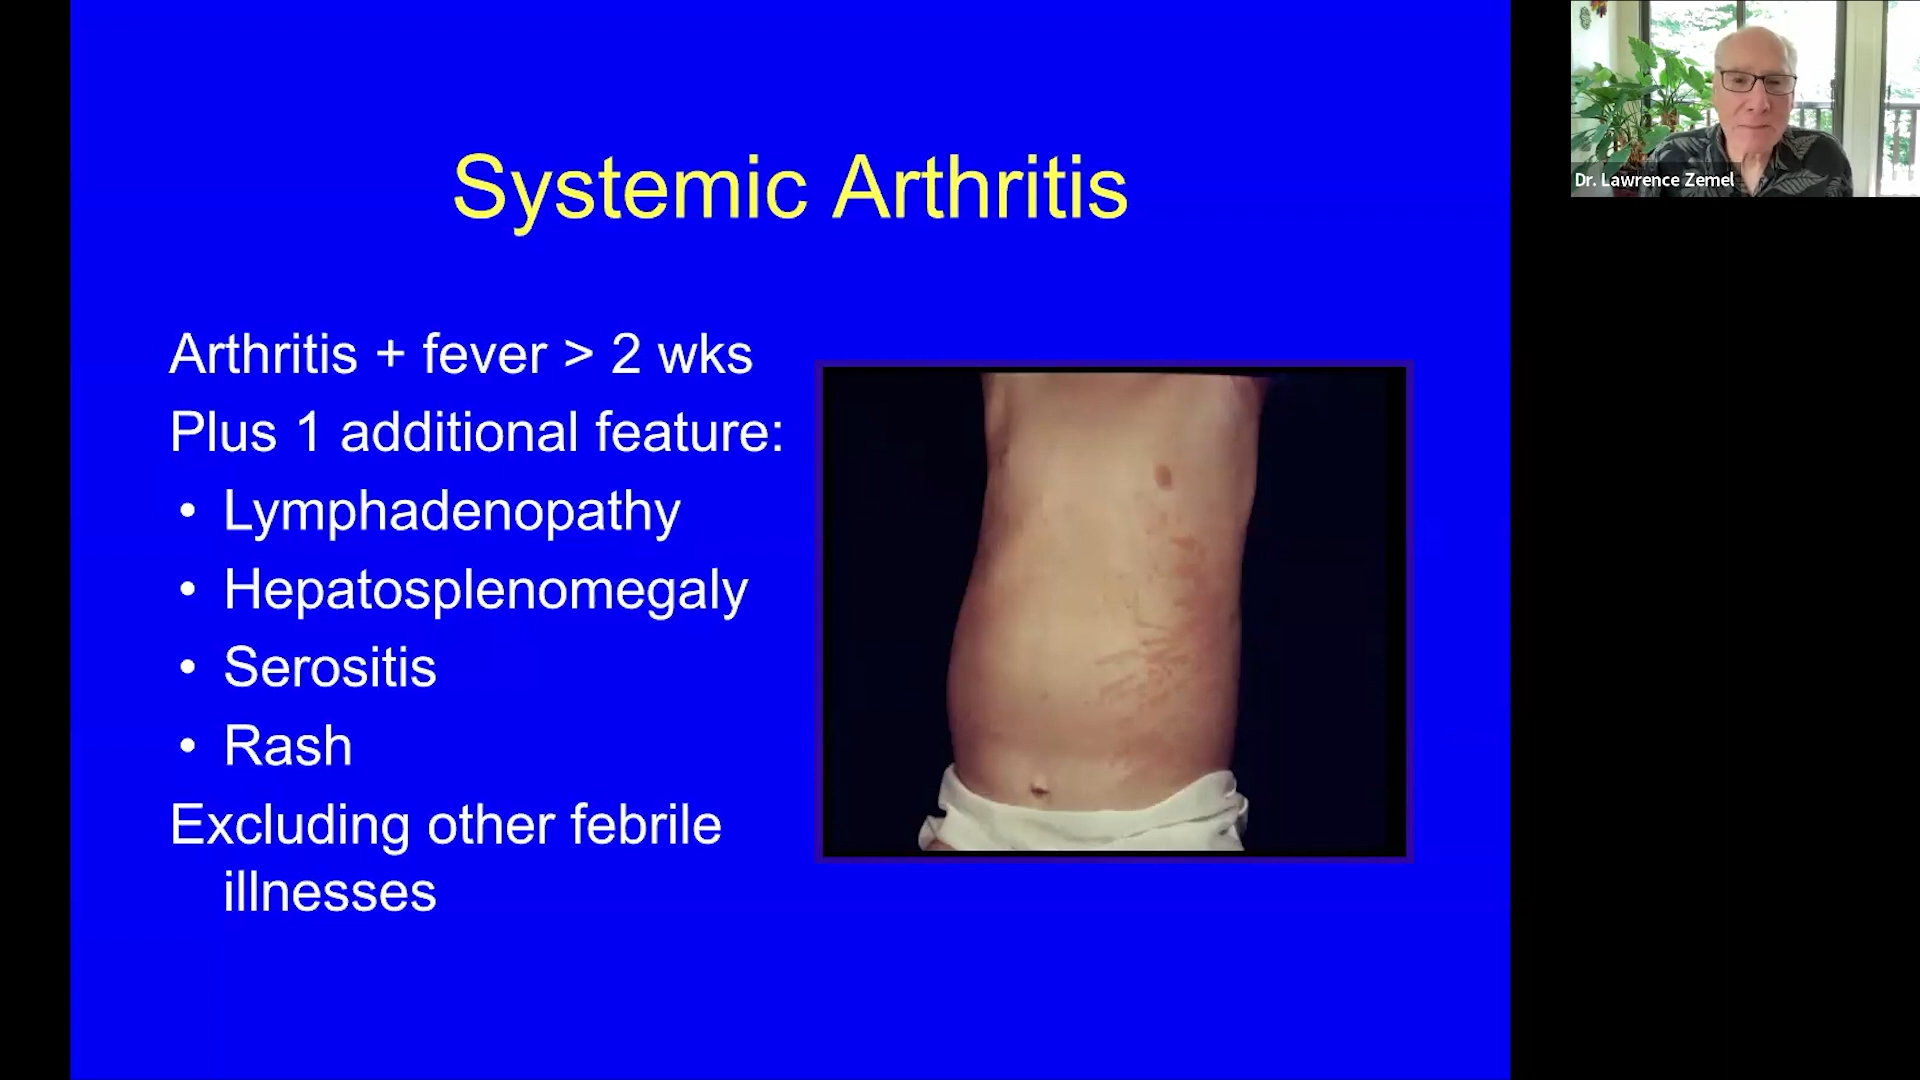 Systemic Arthritis
Arthritis + fever > 2 wks
Plus 1 additional feature:
• Lymphadenopathy
• Hepatosplenomegaly
• Serositis
• Rash
Excluding other febrile
illnesses
Dr. Lawrence Zemel